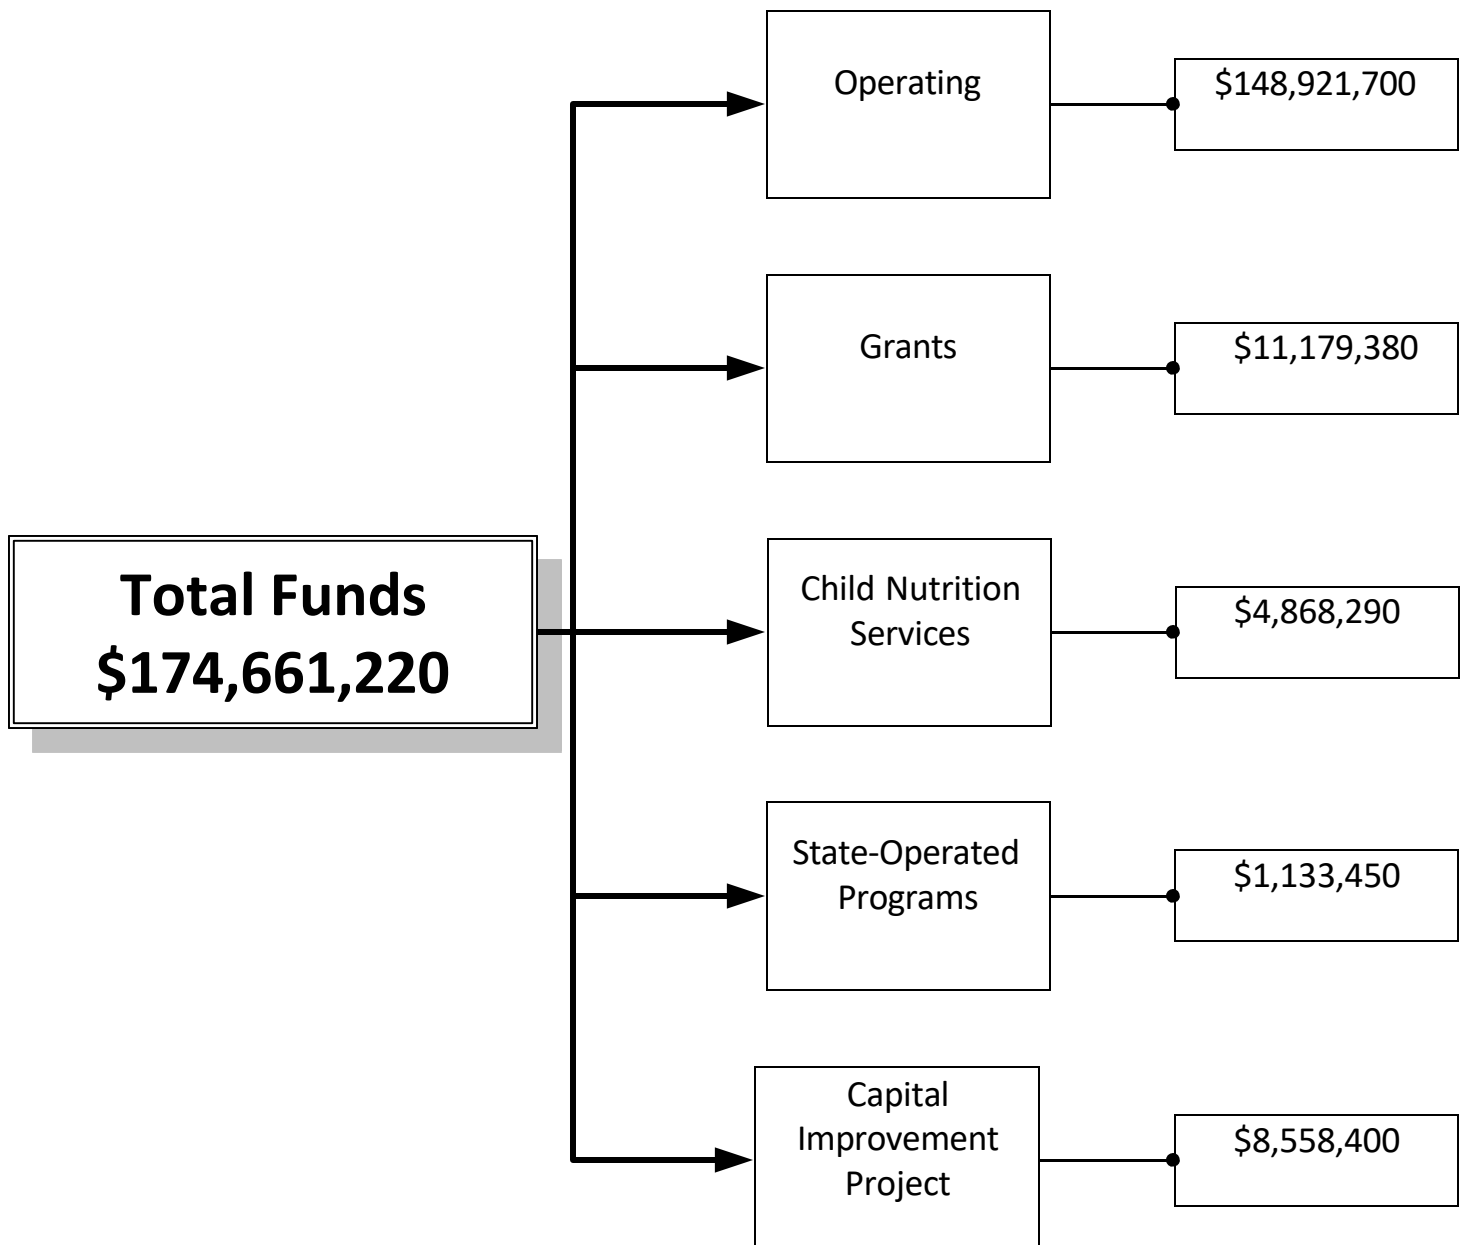 Operating
$148,921,700
Grants
$11,179,380
Total Funds
$174,661,220
Child Nutrition
Services
$4,868,290
State-Operated
Programs
$1,133,450
Capital
Improvement
Project
$8,558,400